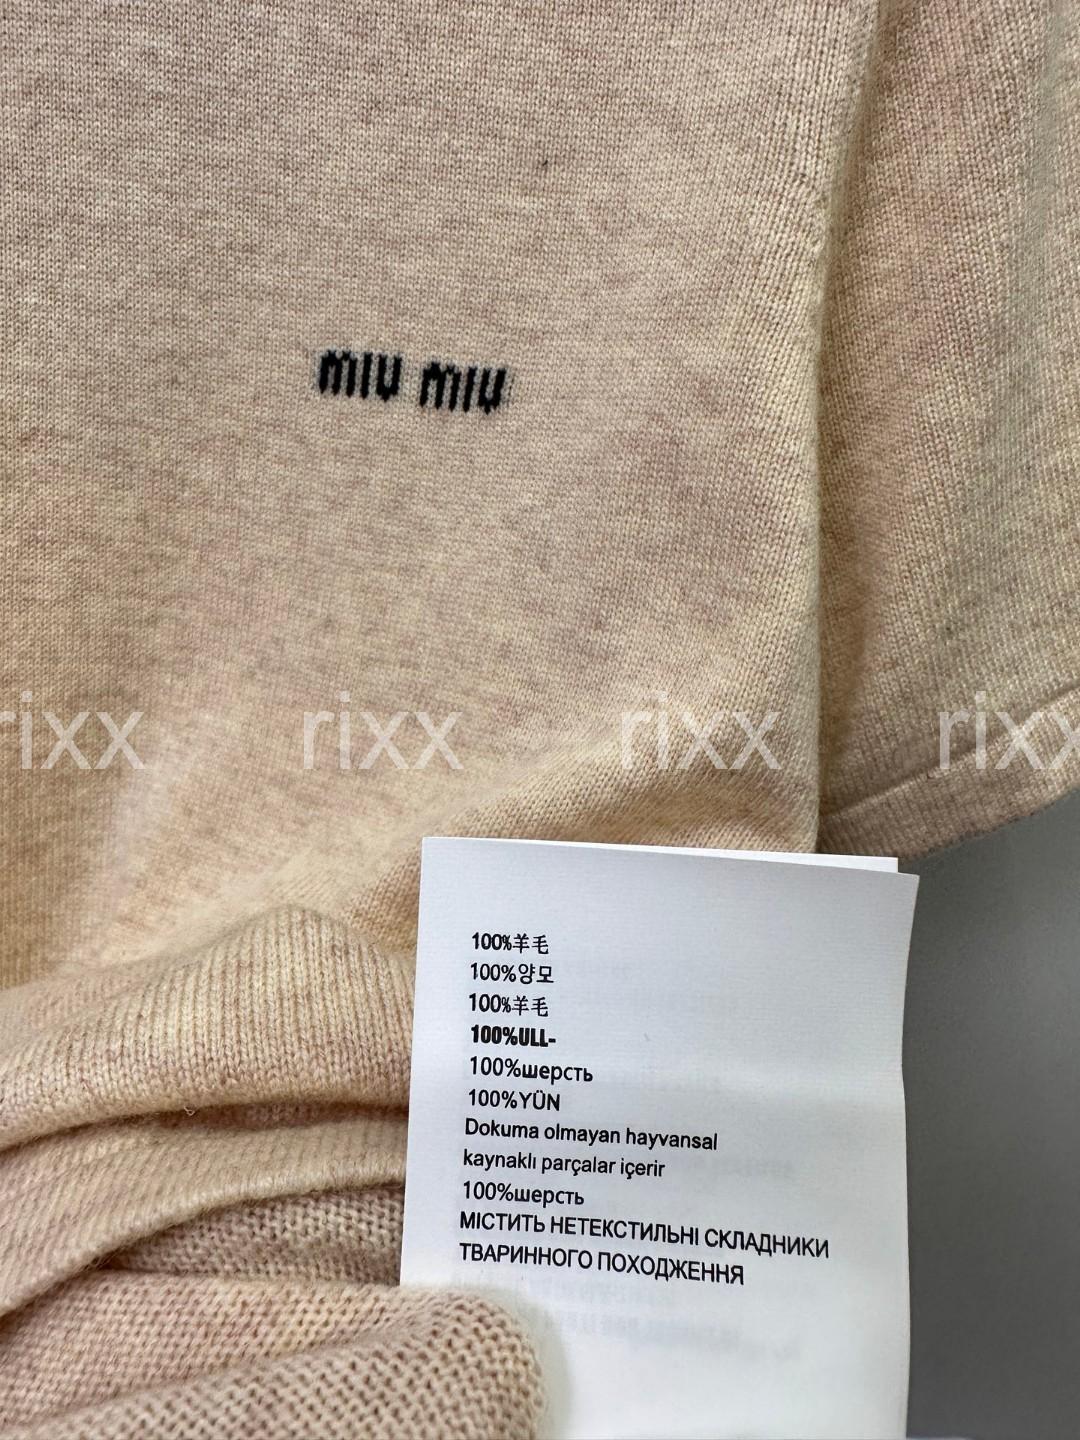 miu miu
rixx rixx rixx rixx
100%羊毛
100%양모
100%羊毛
100%ULL-
100%шерсть
100%YÜN
Dokuma olmayan hayvansal
kaynaklı parçalar içerir
100%шерсть
МІСТИТЬ НЕТЕКСТИЛЬНІ СКЛАДНИКИ
ТВАРИННОГО ПОХОДЖЕННЯ